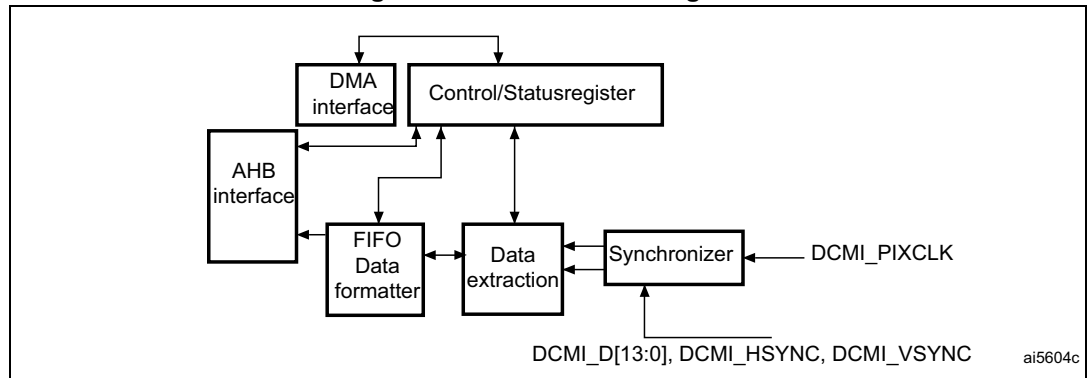 DMA
interface
Control/Statusregister
AHB
interface
FIFO
Data
formatter
Data
extraction
Synchronizer
DCMI_PIXCLK
DCMI_D[13:0], DCMI_HSYNC, DCMI_VSYNC
ai5604c